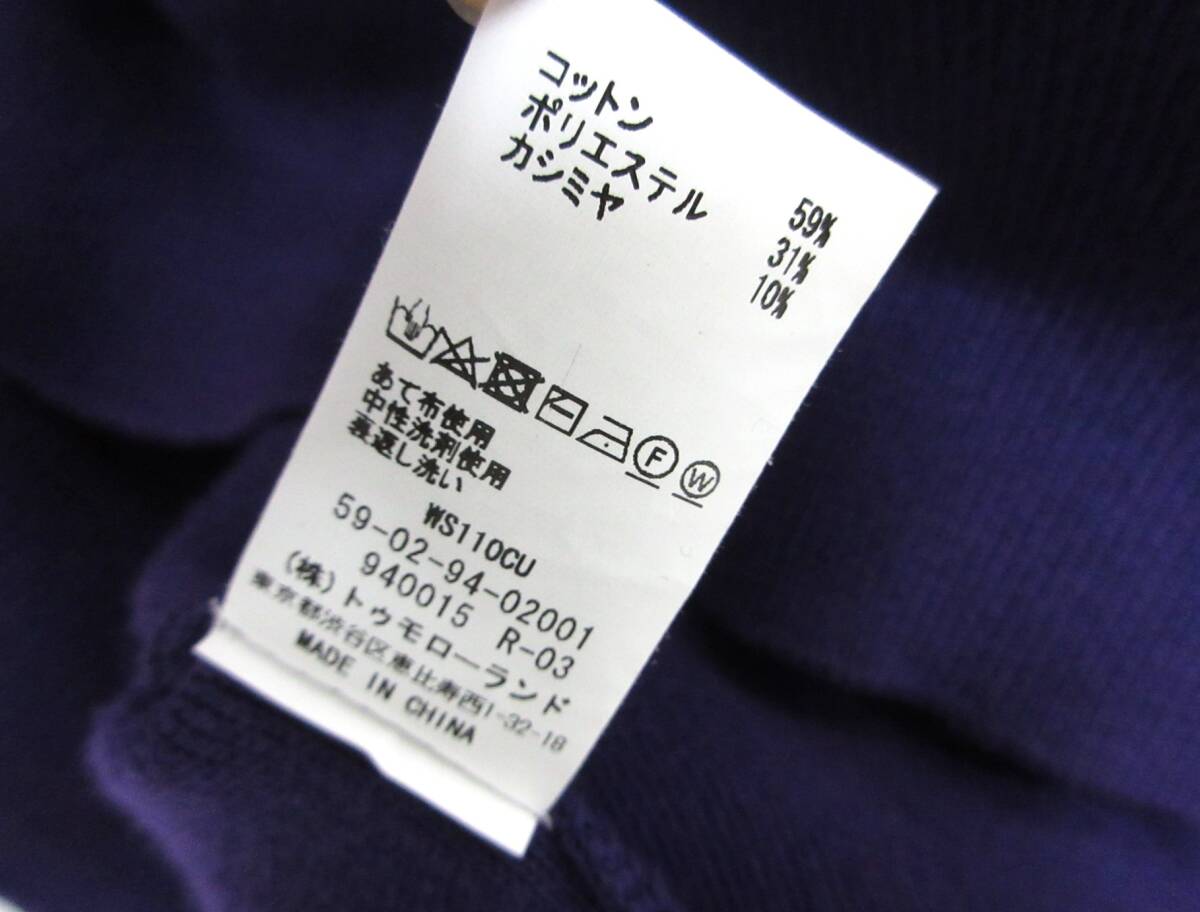 コットン 59%
ポリエステル 31%
カシミヤ 10%
F W
あて布使用
中性洗剤使用
裏返し洗い
WS110CU
59-02-94-02001
940015 R-03
(株)トゥモローランド
東京都渋谷区恵比寿西1-32-18
MADE IN CHINA